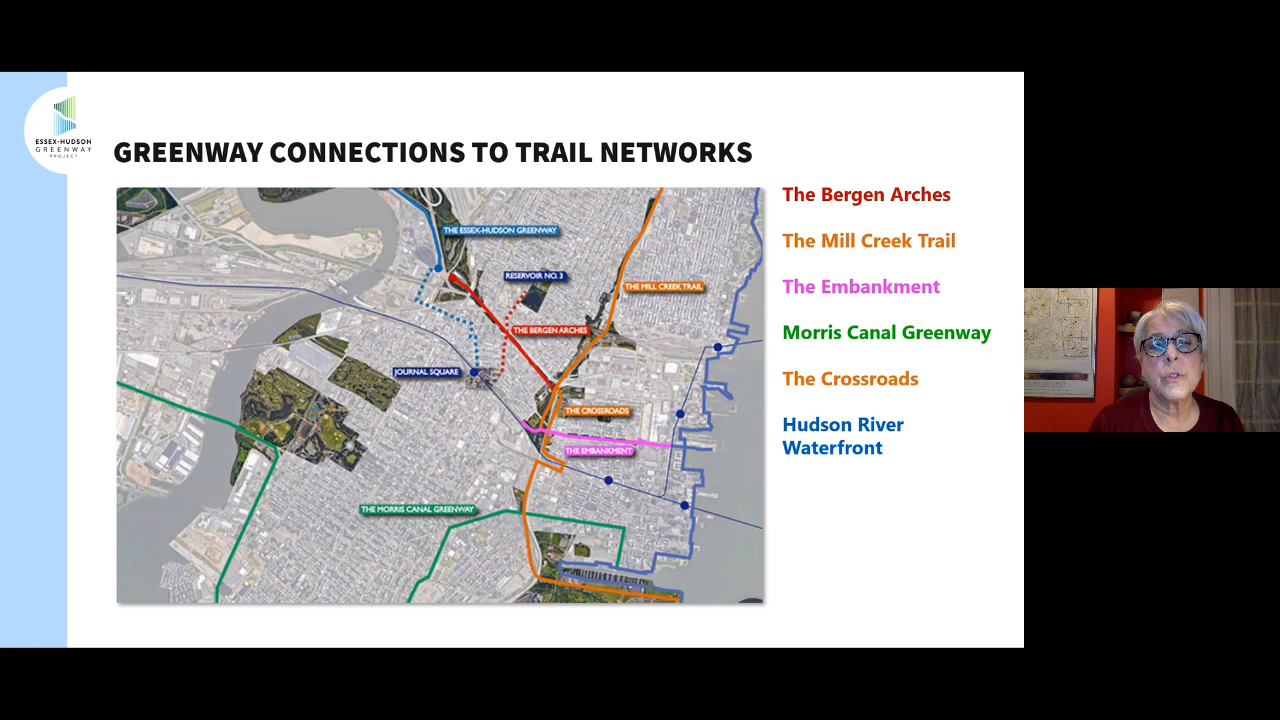 ESSEX-HUDSON
GREENWAY
PROJECT
GREENWAY CONNECTIONS TO TRAIL NETWORKS
THE ESSEX-HUDSON GREENWAY
RESERVOIR NO. 3
THE MILL CREEK TRAIL
THE BERGEN ARCHES
JOURNAL SQUARE
THE CROSSROADS
THE EMBANKMENT
THE MORRIS CANAL GREENWAY
The Bergen Arches
The Mill Creek Trail
The Embankment
Morris Canal Greenway
The Crossroads
Hudson River
Waterfront